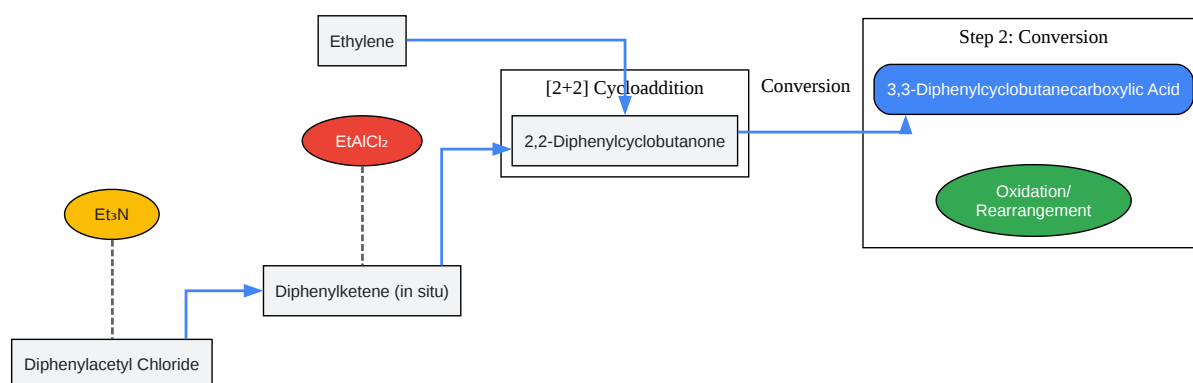 Ethylene
Step 2: Conversion
[2+2] Cycloaddition
Conversion
3,3-Diphenylcyclobutanecarboxylic Acid
2,2-Diphenylcyclobutanone
EtAlCl₂
Et₃N
Oxidation/
Rearrangement
Diphenylketene (in situ)
Diphenylacetyl Chloride